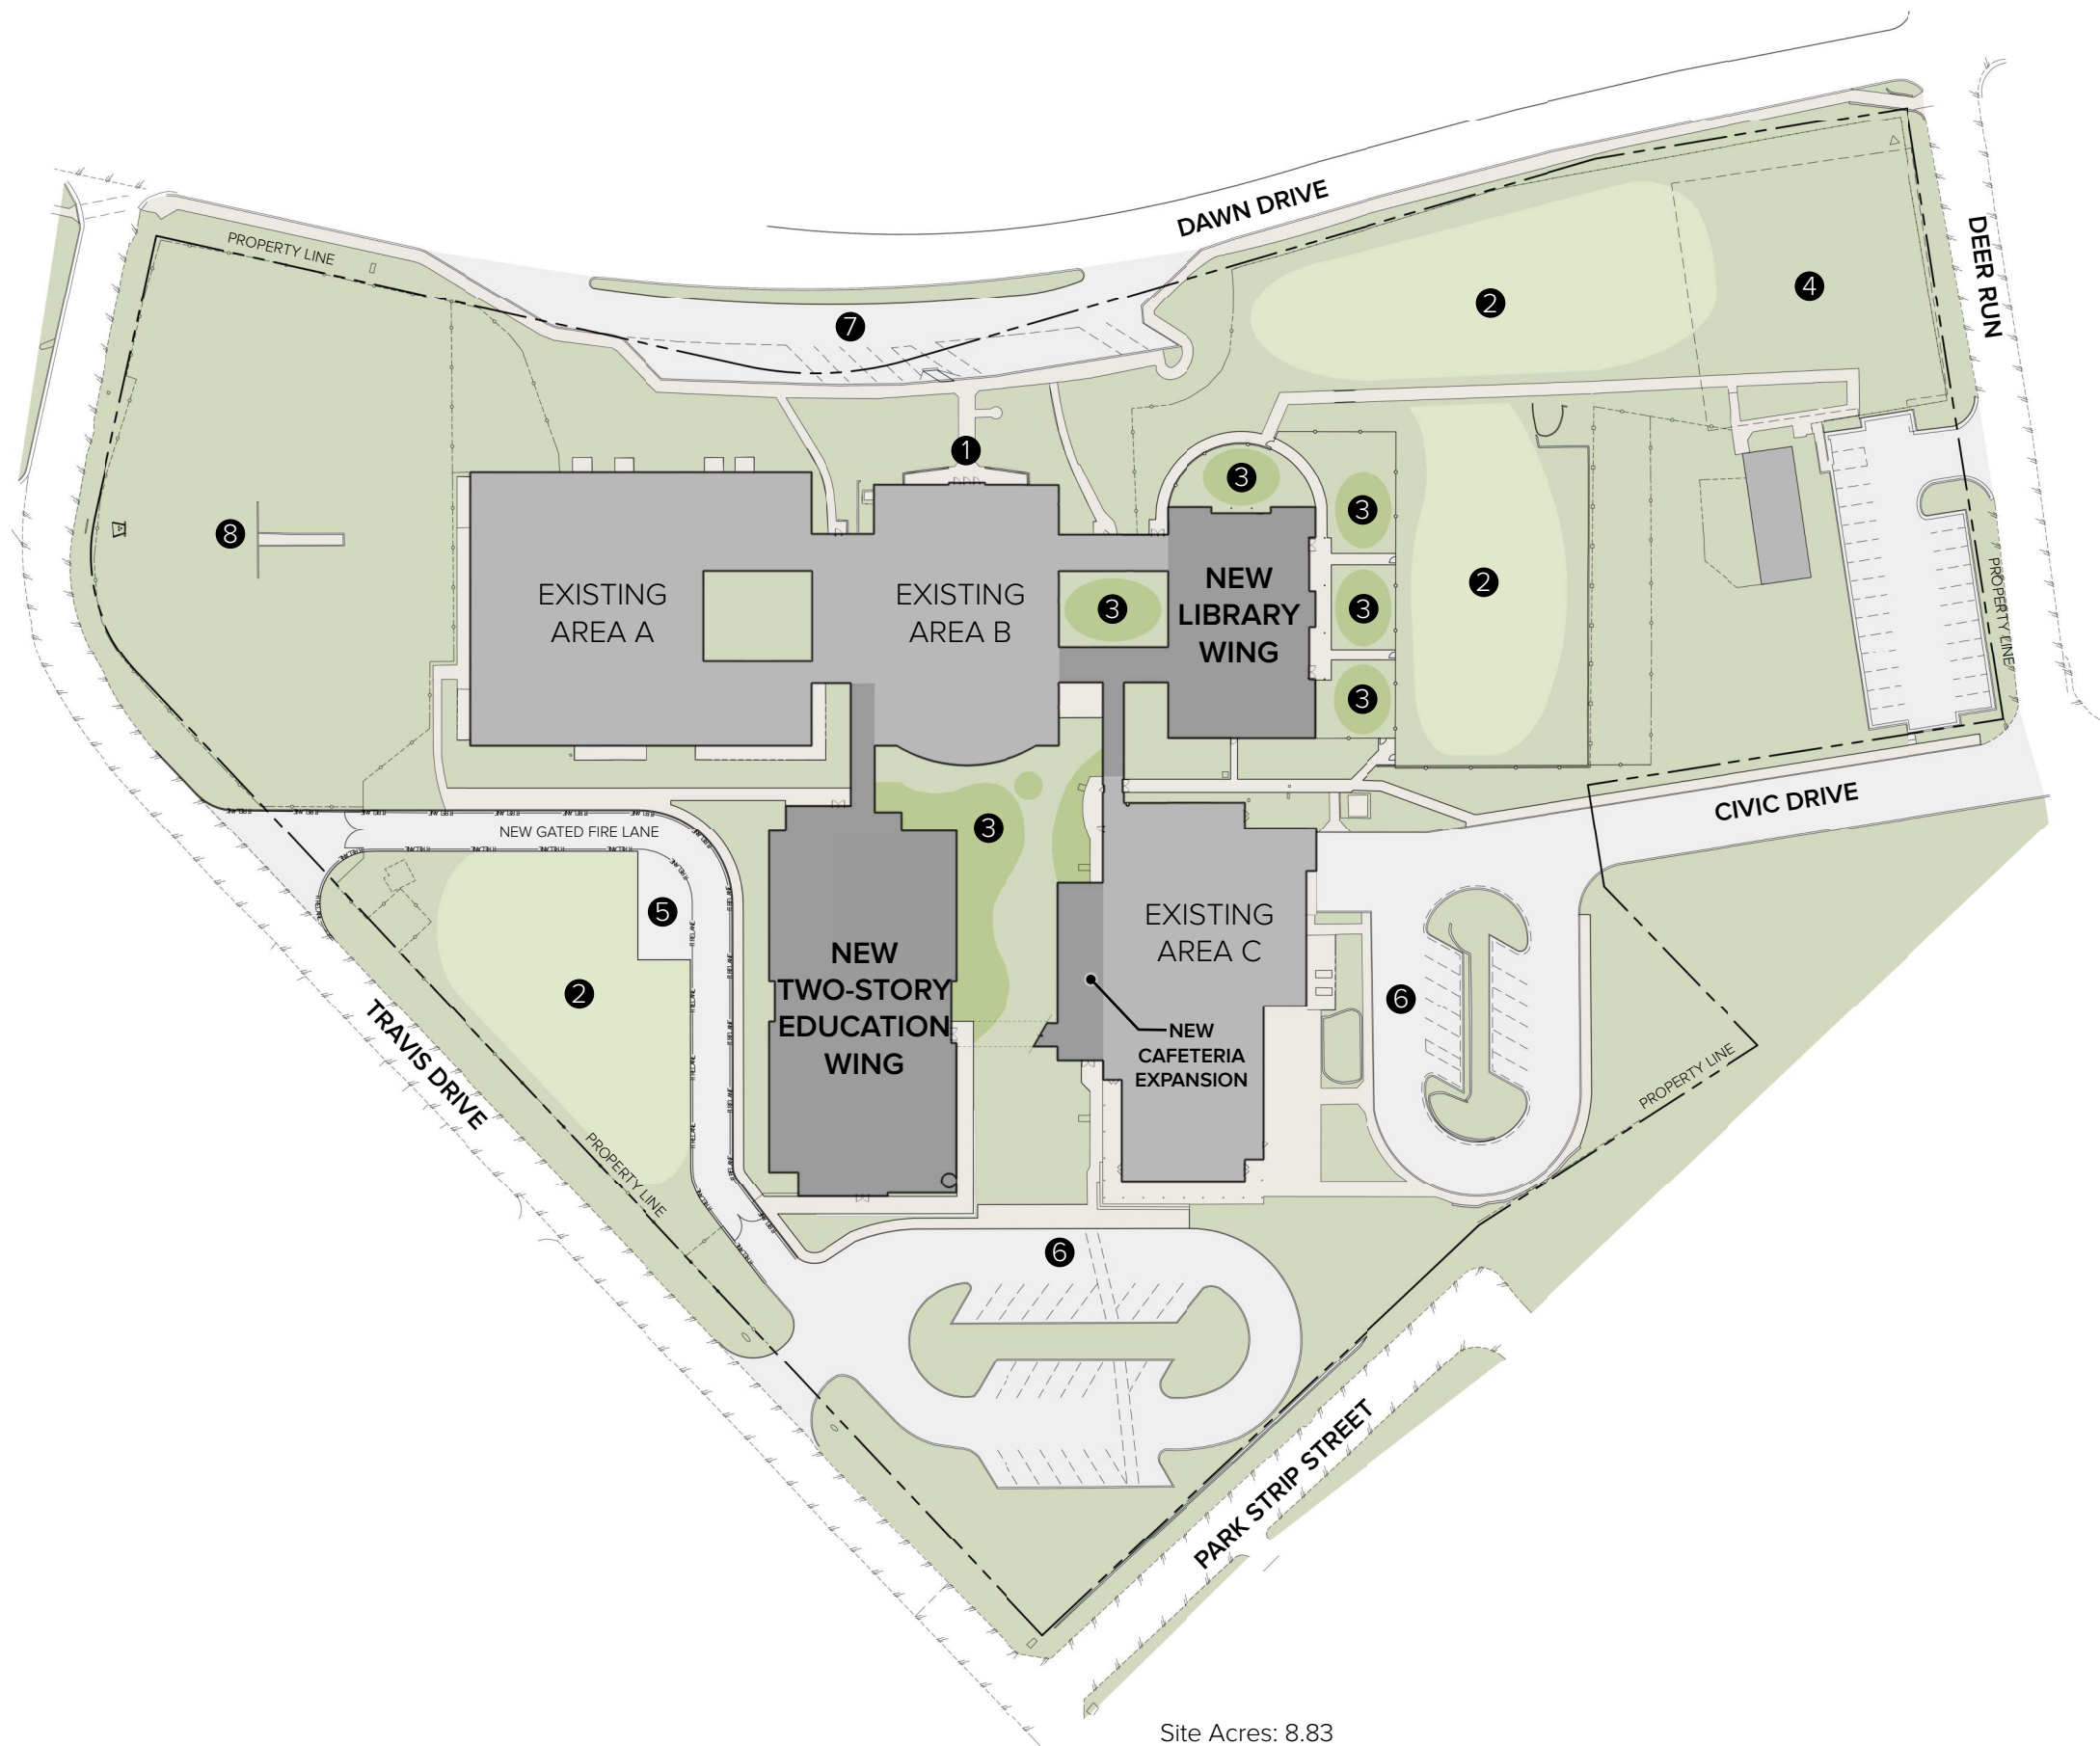 DAWN DRIVE
DEER RUN
PROPERTY LINE
2
4
7
1
3
3
8
EXISTING
AREA A
EXISTING
AREA B
3
NEW
LIBRARY
WING
3
2
3
PROPERTY LINE
CIVIC DRIVE
NEW GATED FIRE LANE
3
5
2
NEW
TWO-STORY
EDUCATION
WING
EXISTING
AREA C
NEW
CAFETERIA
EXPANSION
6
TRAVIS DRIVE
PROPERTY LINE
PROPERTY LINE
6
PARK STRIP STREET
Site Acres: 8.83